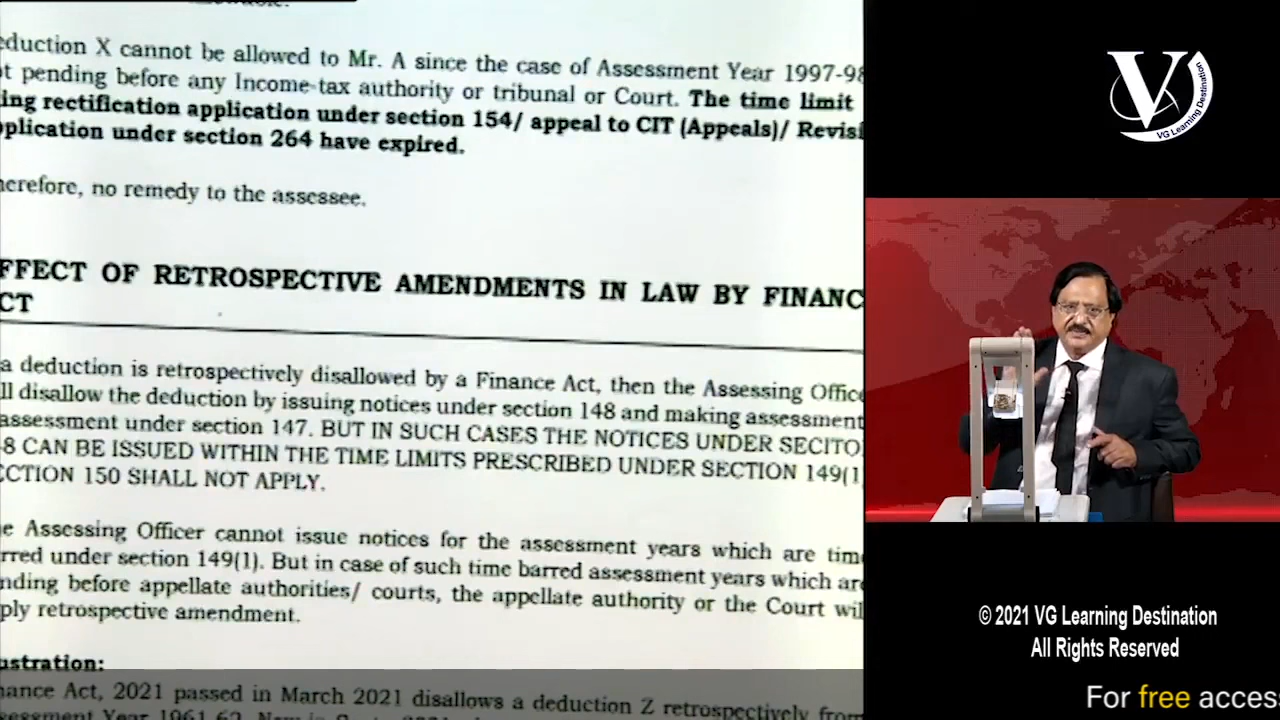 eduction X cannot be allowed to Mr. A since the case of Assessment Year 1997-98
t pending before any Income-tax authority or tribunal or Court. The time limit
ing rectification application under section 154/ appeal to CIT (Appeals)/ Revisi
pplication under section 264 have expired.
herefore, no remedy to the assessee.
FFECT OF RETROSPECTIVE AMENDMENTS IN LAW BY FINANC
CT
a deduction is retrospectively disallowed by a Finance Act, then the Assessing Office
ll disallow the deduction by issuing notices under section 148 and making assessment
assessment under section 147. BUT IN SUCH CASES THE NOTICES UNDER SECITO
8 CAN BE ISSUED WITHIN THE TIME LIMITS PRESCRIBED UNDER SECTION 149(1
ECTION 150 SHALL NOT APPLY.
e Assessing Officer cannot issue notices for the assessment years which are time
rred under section 149(1). But in case of such time barred assessment years which are
nding before appellate authorities/ courts, the appellate authority or the Court wil
ply retrospective amendment.
ustration:
nance Act, 2021 passed in March 2021 disallows a deduction Z retrospectively from
V
VG Learning Destination
© 2021 VG Learning Destination
All Rights Reserved
For free acces